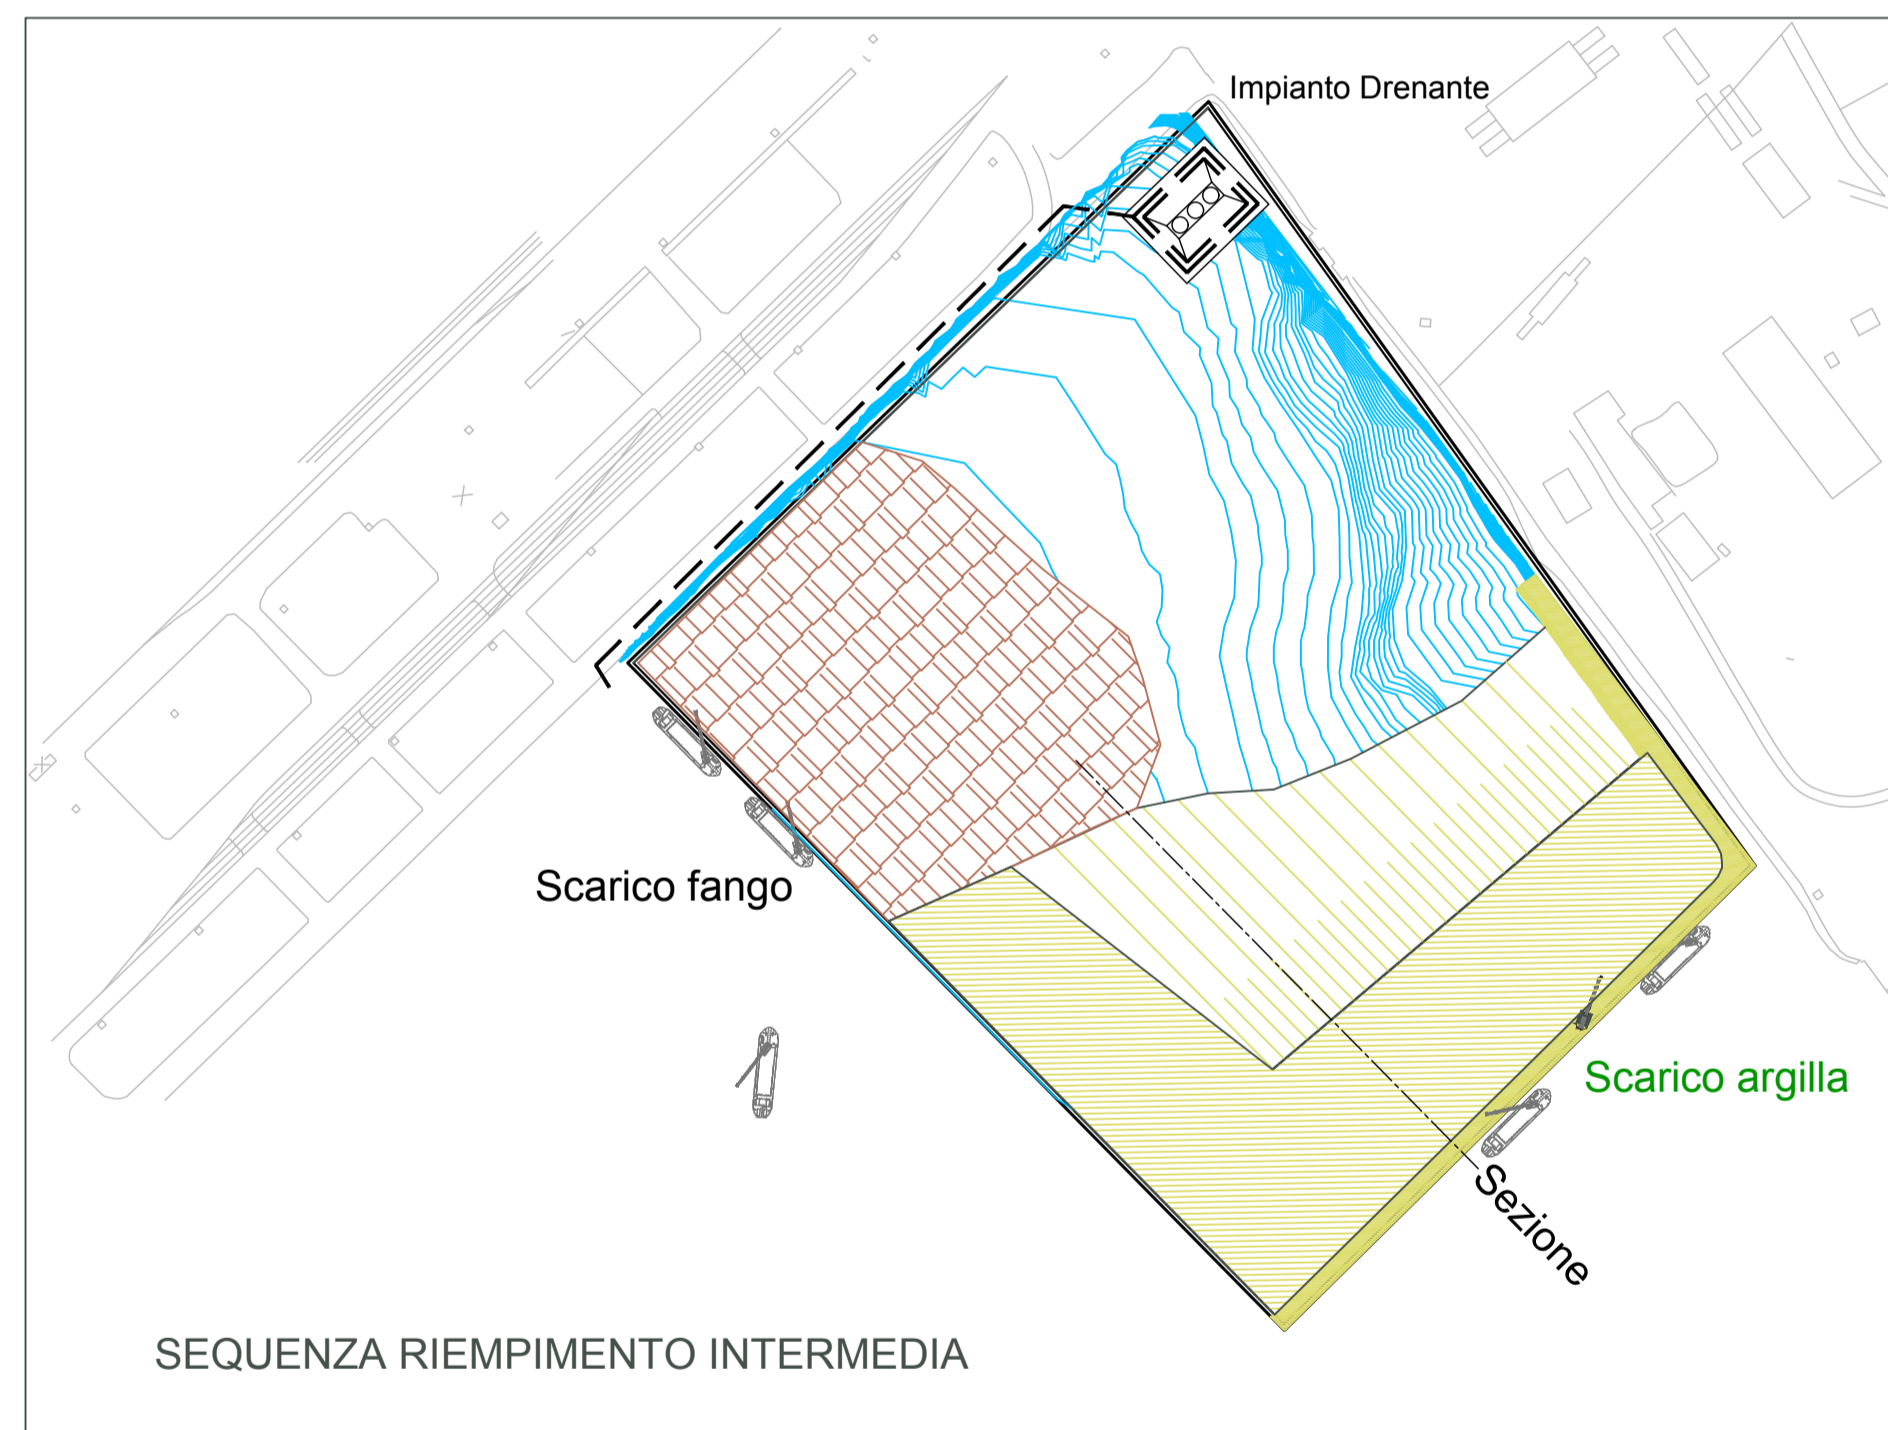 Impianto Drenante
Scarico fango
Scarico argilla
Sezione
SEQUENZA RIEMPIMENTO INTERMEDIA